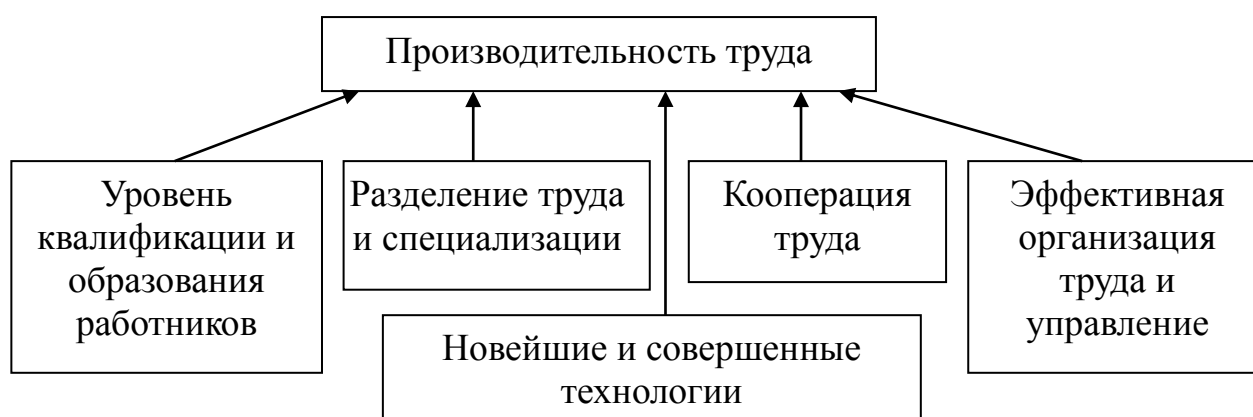 Производительность труда
Уровень
квалификации и
образования
работников
Разделение труда
и специализации
Кооперация
труда
Эффективная
организация
труда и
управление
Новейшие и совершенные
технологии